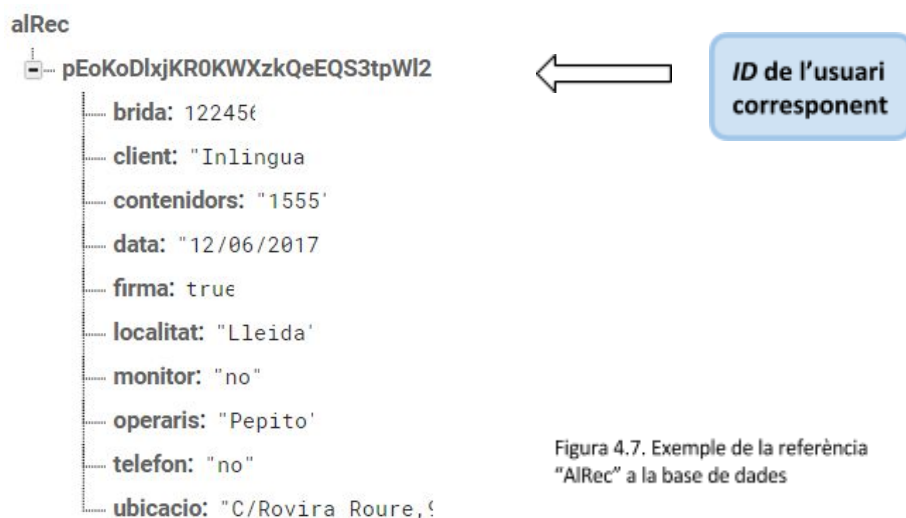 alRec
pEoKoDlxjKR0KWXzkQeEQS3tpWl2
ID de l'usuari
corresponent
brida: 122456
client: "Inlingua
contenidors: "1555'
data: "12/06/2017
firma: true
localitat: "Lleida'
monitor: "no"
operaris: "Pepito'
telefon: "no"
ubicacio: "C/Rovira Roure,9
Figura 4.7. Exemple de la referència
"AlRec" a la base de dades